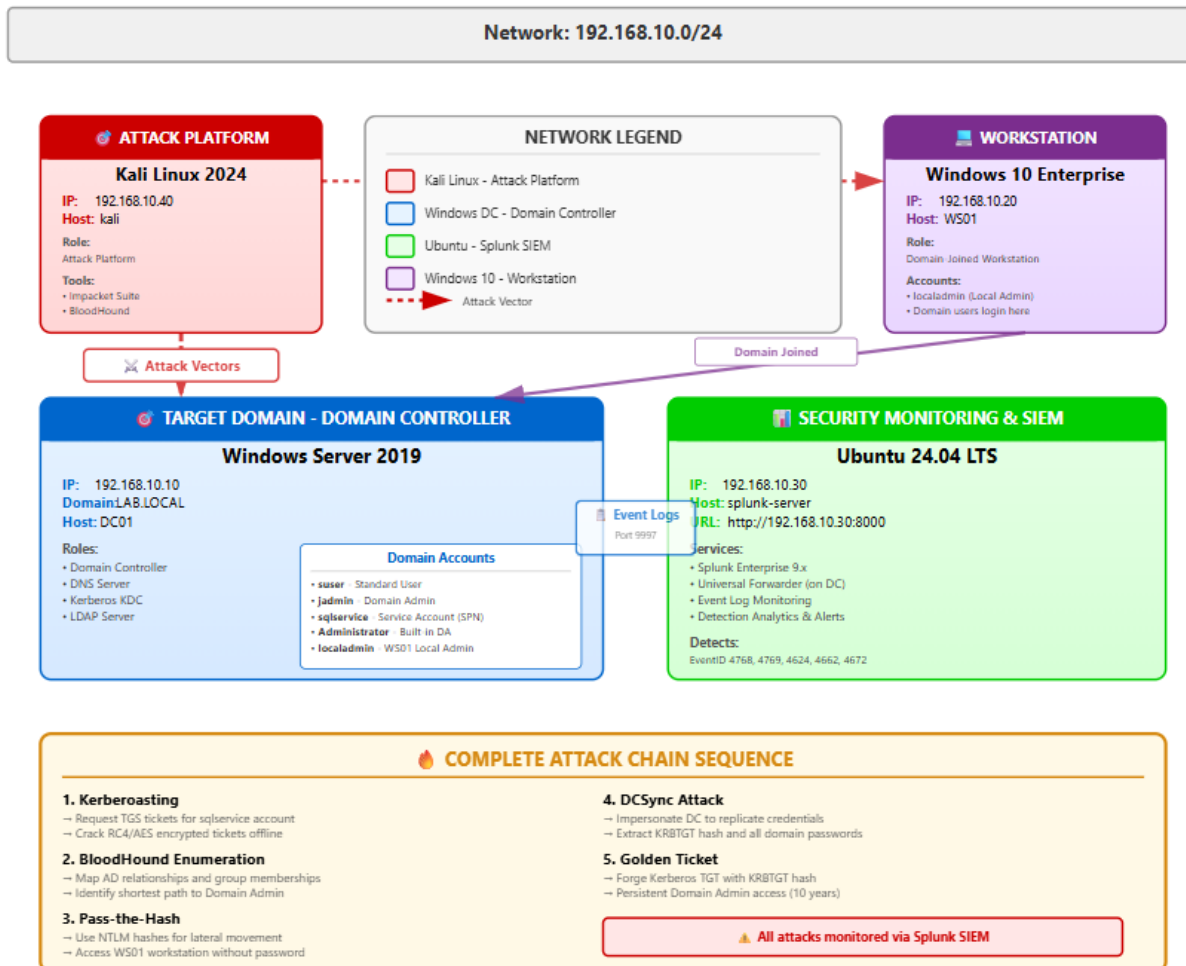 Network: 192.168.10.0/24
ATTACK PLATFORM
Kali Linux 2024
IP: 192.168.10.40
Host: kali
Role:
Attack Platform
Tools:
• Impacket Suite
• BloodHound
NETWORK LEGEND
Kali Linux - Attack Platform
Windows DC - Domain Controller
Ubuntu - Splunk SIEM
Windows 10 - Workstation
Attack Vector
WORKSTATION
Windows 10 Enterprise
IP: 192.168.10.20
Host: WS01
Role:
Domain-Joined Workstation
Accounts:
• localadmin (Local Admin)
• Domain users login here
Attack Vectors
Domain Joined
TARGET DOMAIN - DOMAIN CONTROLLER
Windows Server 2019
IP: 192.168.10.10
Domain:LAB.LOCAL
Host: DC01
Roles:
• Domain Controller
• DNS Server
• Kerberos KDC
• LDAP Server
Domain Accounts
• suser - Standard User
• jadmin - Domain Admin
• sqlservice - Service Account (SPN)
• Administrator - Built-in DA
• localadmin - WS01 Local Admin
Event Logs
Port 9997
SECURITY MONITORING & SIEM
Ubuntu 24.04 LTS
IP: 192.168.10.30
Host: splunk-server
URL: http://192.168.10.30:8000
Services:
• Splunk Enterprise 9.x
• Universal Forwarder (on DC)
• Event Log Monitoring
• Detection Analytics & Alerts
Detects:
EventID 4768, 4769, 4624, 4662, 4672
COMPLETE ATTACK CHAIN SEQUENCE
1. Kerberoasting
→ Request TGS tickets for sqlservice account
→ Crack RC4/AES encrypted tickets offline
2. BloodHound Enumeration
→ Map AD relationships and group memberships
→ Identify shortest path to Domain Admin
3. Pass-the-Hash
→ Use NTLM hashes for lateral movement
→ Access WS01 workstation without password
4. DCSync Attack
→ Impersonate DC to replicate credentials
→ Extract KRBTGT hash and all domain passwords
5. Golden Ticket
→ Forge Kerberos TGT with KRBTGT hash
→ Persistent Domain Admin access (10 years)
All attacks monitored via Splunk SIEM